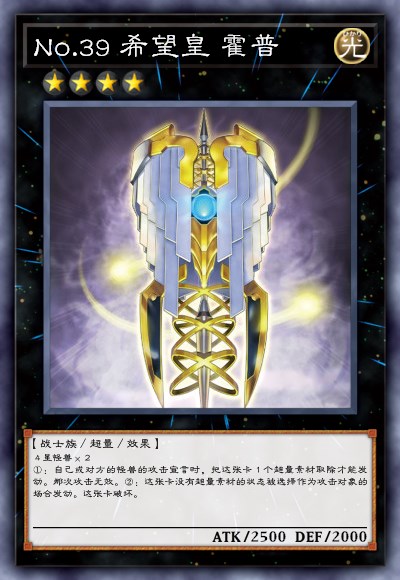 No.39 希望皇 霍普
ひかり
光
【战士族/超量/效果】
４星怪兽×２
①：自己或对方的怪兽的攻击宣言时，把这张卡１个超量素材取除才能发
动。那次攻击无效。②：这张卡没有超量素材的状态被选择作为攻击对象的
场合发动。这张卡破坏。
ATK/2500 DEF/2000